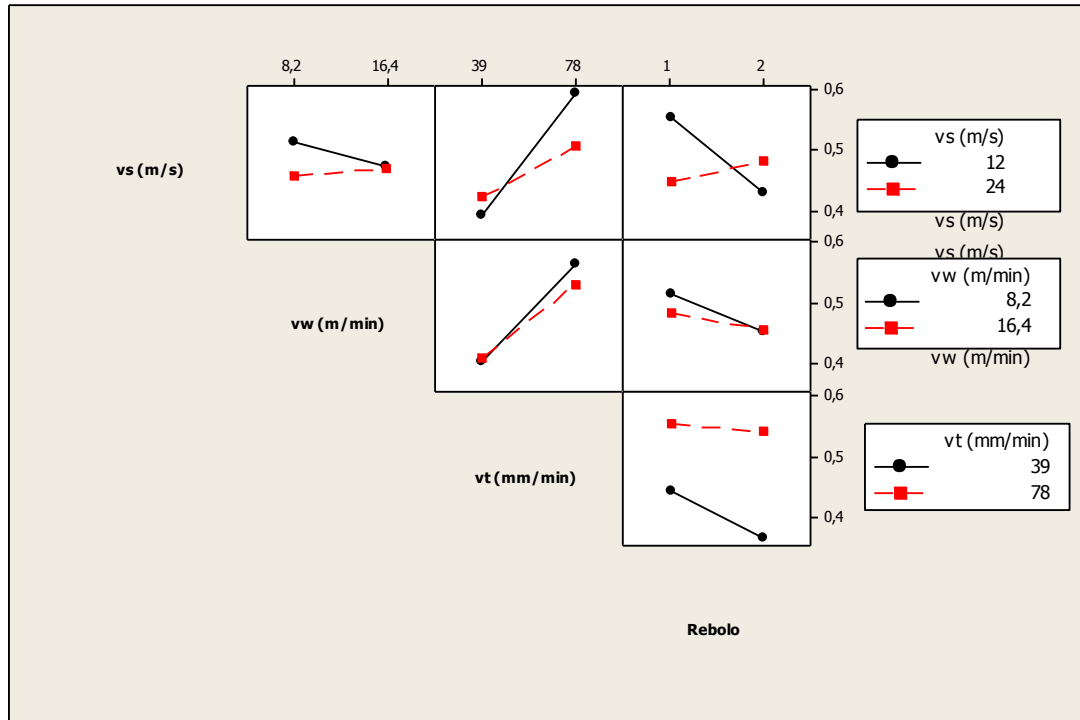 8,2 16,4 39 78 1 2
0,6
vs (m/s)
0,5
0,4
vs (m/s)
12
24
vs (m/s)
0,6
vw (m/min)
0,5
0,4
vs (m/s)
vw (m/min)
8,2
16,4
vw (m/min)
0,6
vt (mm/min)
0,5
0,4
vt (mm/min)
39
78
Rebolo